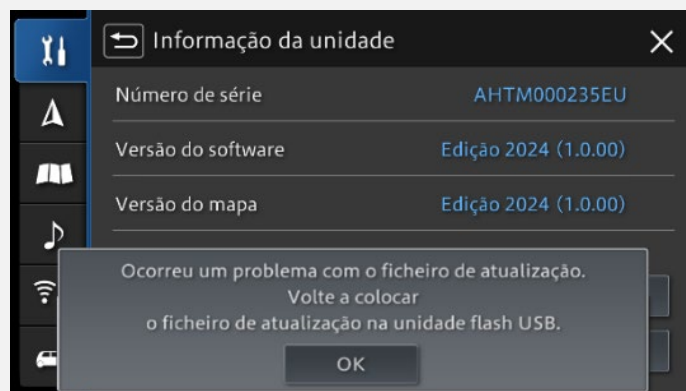 Informação da unidade
Número de série AHTM000235EU
Versão do software Edição 2024 (1.0.00)
Versão do mapa Edição 2024 (1.0.00)
Ocorreu um problema com o ficheiro de atualização.
Volte a colocar
o ficheiro de atualização na unidade flash USB.
OK